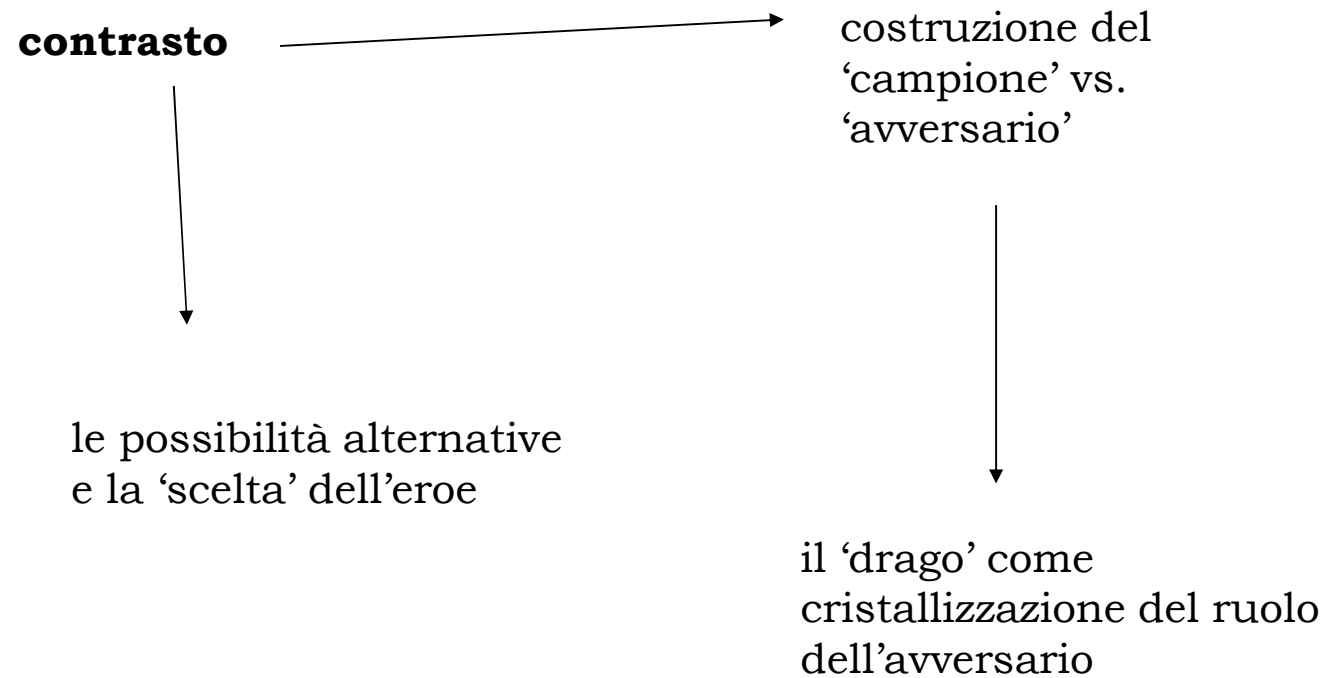 contrasto
costruzione del
‘campione’ vs.
‘avversario’
le possibilità alternative
e la ‘scelta’ dell’eroe
il ‘drago’ come
cristallizzazione del ruolo
dell’avversario